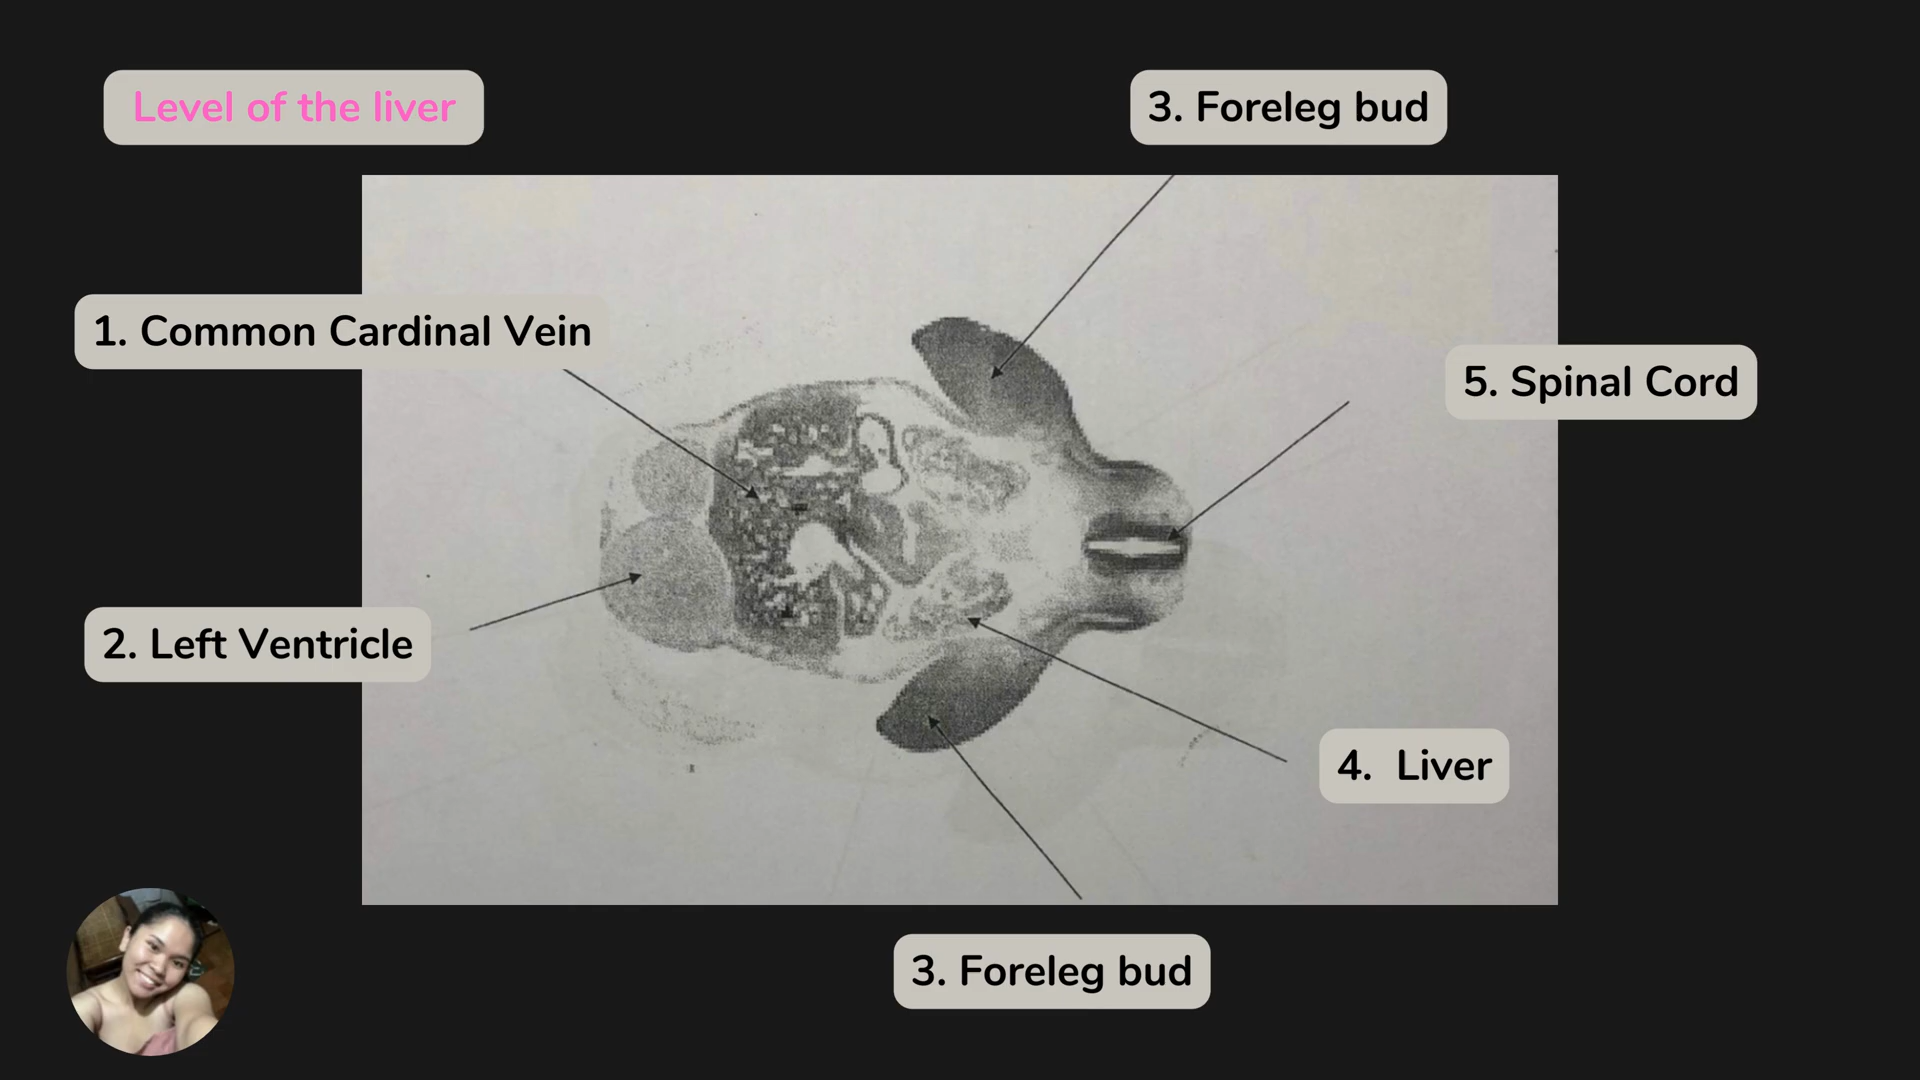 Level of the liver
3. Foreleg bud
1. Common Cardinal Vein
5. Spinal Cord
2. Left Ventricle
4. Liver
3. Foreleg bud